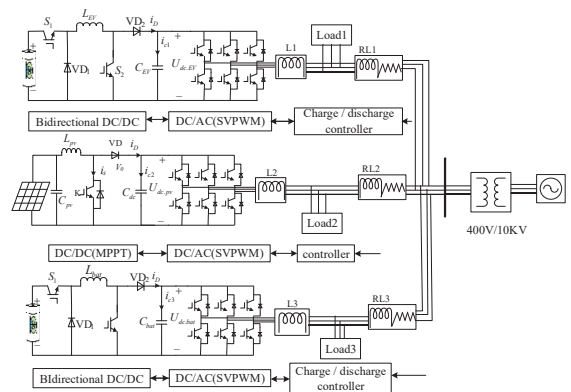 S1
LEV
VD2
iD
L1
Load1
RL1
+
VD1
S2
ic1
CEV
Udc.EV
Bidirectional DC/DC
DC/AC(SVPWM)
Charge / discharge
controller
Lpv
VD
iD
V0
is
K
Cpv
ic2
Cdc
Udc.pv
L2
Load2
RL2
400V/10KV
DC/DC(MPPT)
DC/AC(SVPWM)
controller
S1
Lbat
VD2
iD
L3
Load3
RL3
VD1
ic3
Cbat
Udc.bat
BIdirectional DC/DC
DC/AC(SVPWM)
Charge / discharge
controller